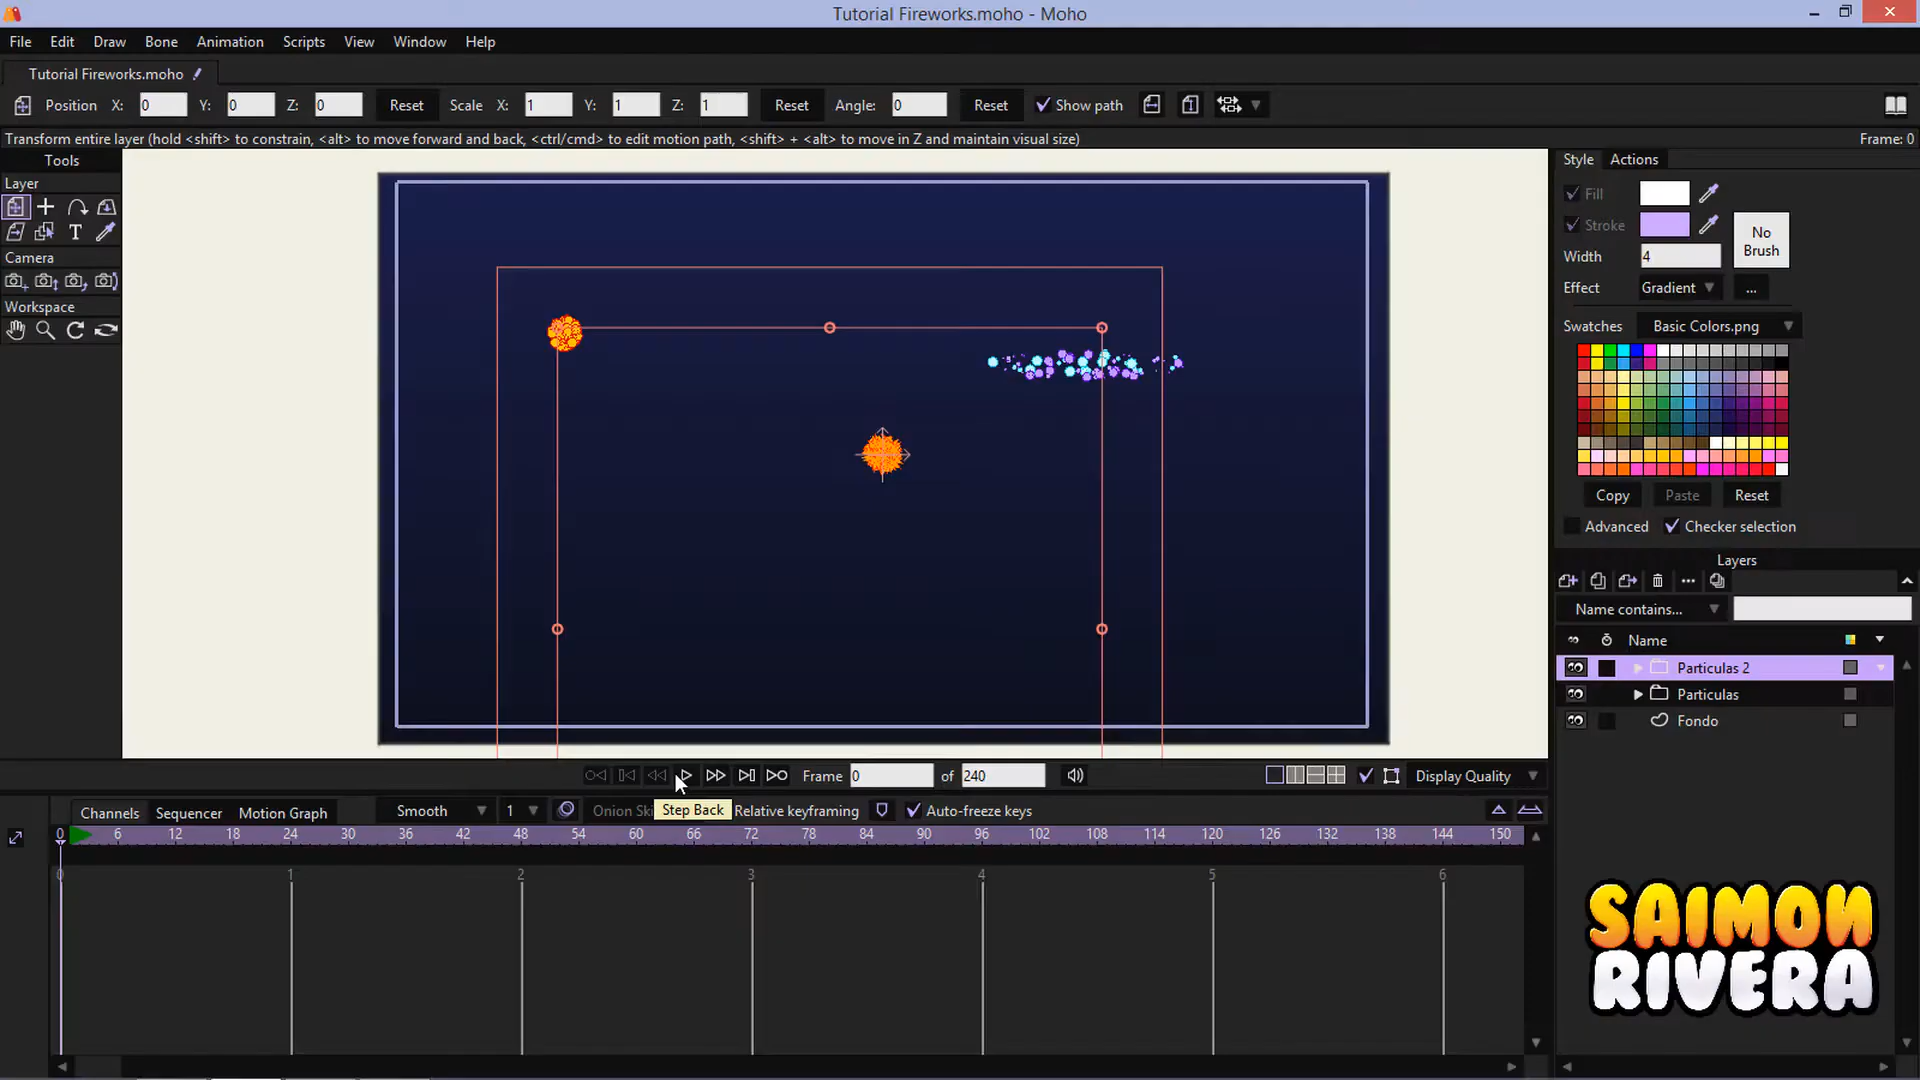 Tutorial Fireworks.moho - Moho
File Edit Draw Bone Animation Scripts View Window Help
Tutorial Fireworks.moho
Position X: 0 Y: 0 Z: 0 Reset Scale X: 1 Y: 1 Z: 1 Reset Angle: 0 Reset Show path
Transform entire layer (hold <shift> to constrain, <alt> to move forward and back, <ctrl/cmd> to edit motion path, <shift> + <alt> to move in Z and maintain visual size) Frame: 0
Tools
Layer
T
Camera
Workspace
Style Actions
Fill
Stroke
No
Brush
Width 4
Effect Gradient ...
Swatches Basic Colors.png
Copy Paste Reset
Advanced Checker selection
Layers
Name contains...
Name
Particulas 2
Particulas
Fondo
Frame 0 of 240 Display Quality
Channels Sequencer Motion Graph Smooth 1 Onion Ski Step Back Relative keyframing Auto-freeze keys
0 6 12 18 24 30 36 42 48 54 60 66 72 78 84 90 96 102 108 114 120 126 132 138 144 150
0 1 2 3 4 5 6
SAIMON
RIVERA